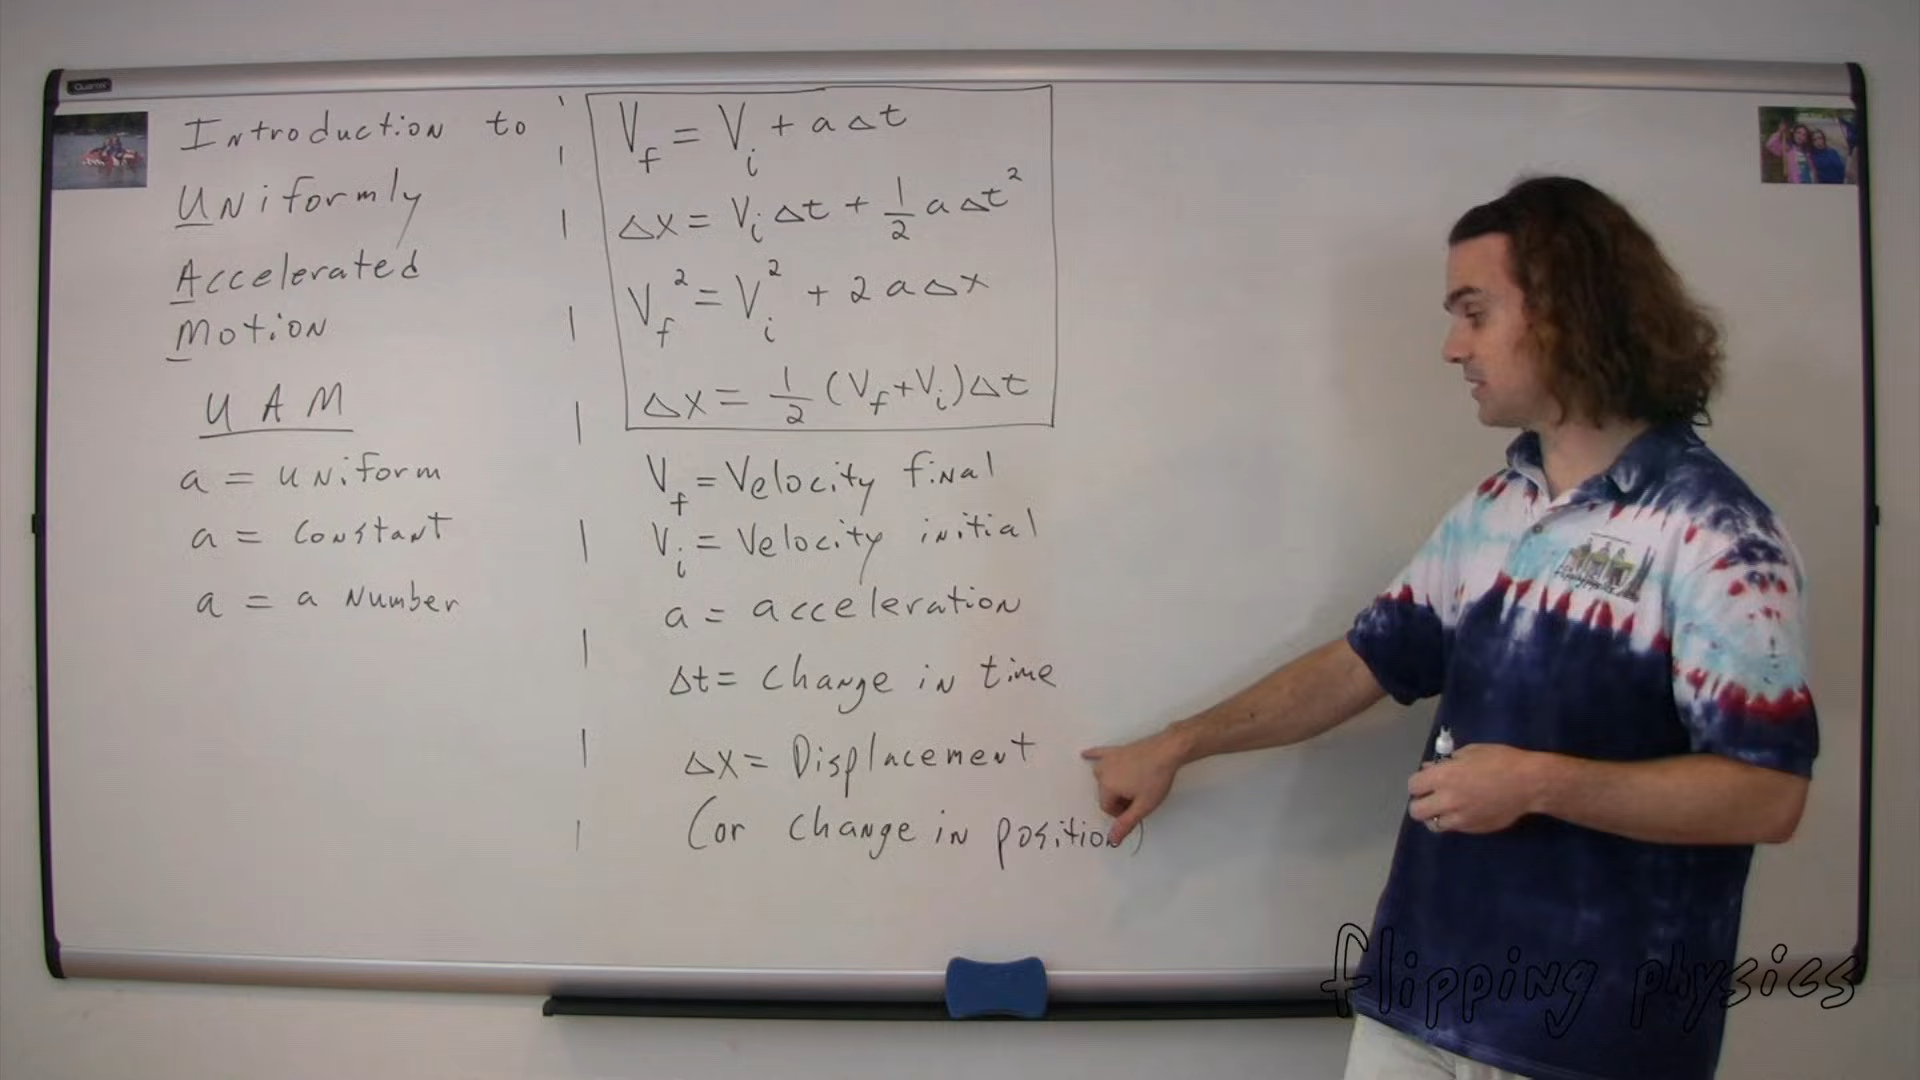 Quartet
Introduction to
Uniformly
Accelerated
Motion
UAM
a = uniform
a = constant
a = a number
V_f = V_i + aΔt
Δx = V_i Δt + 1/2 aΔt²
V_f² = V_i² + 2aΔx
Δx = 1/2 (V_f + V_i)Δt
V_f = Velocity final
V_i = Velocity initial
a = acceleration
Δt = change in time
Δx = Displacement
(or change in position)
flipping physics